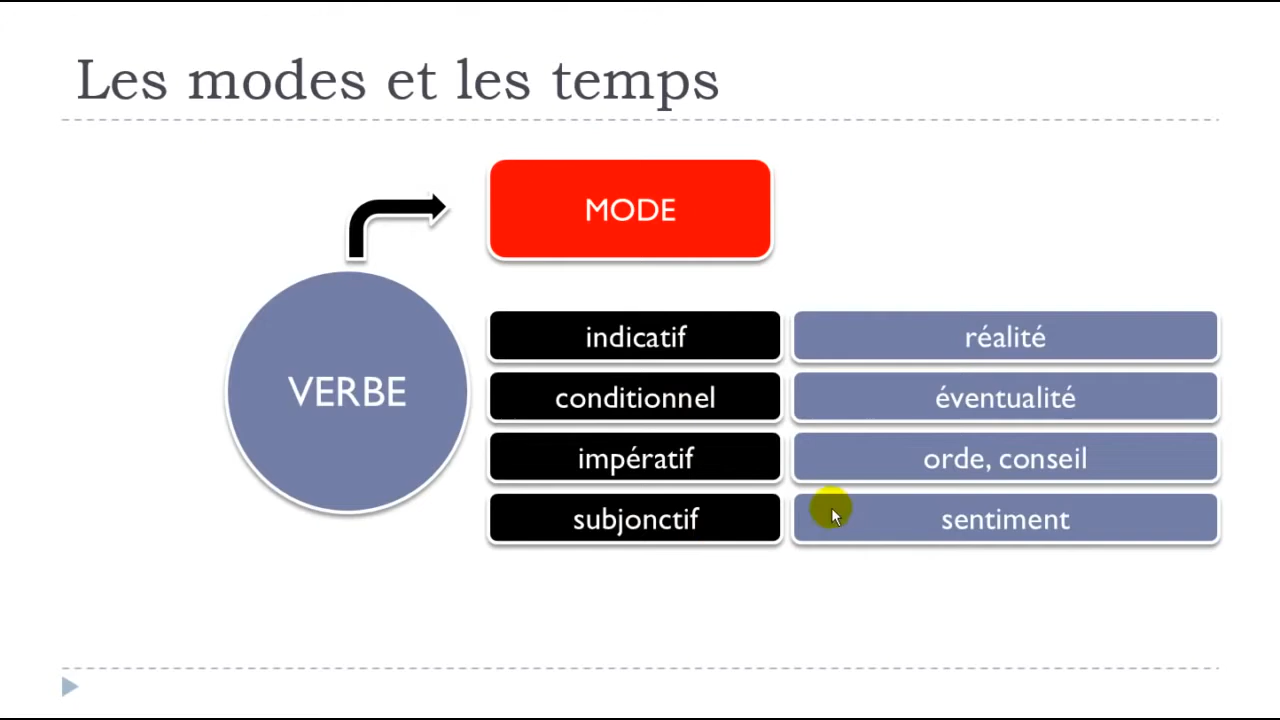 Les modes et les temps
MODE
VERBE
indicatif
réalité
conditionnel
éventualité
impératif
orde, conseil
subjonctif
sentiment